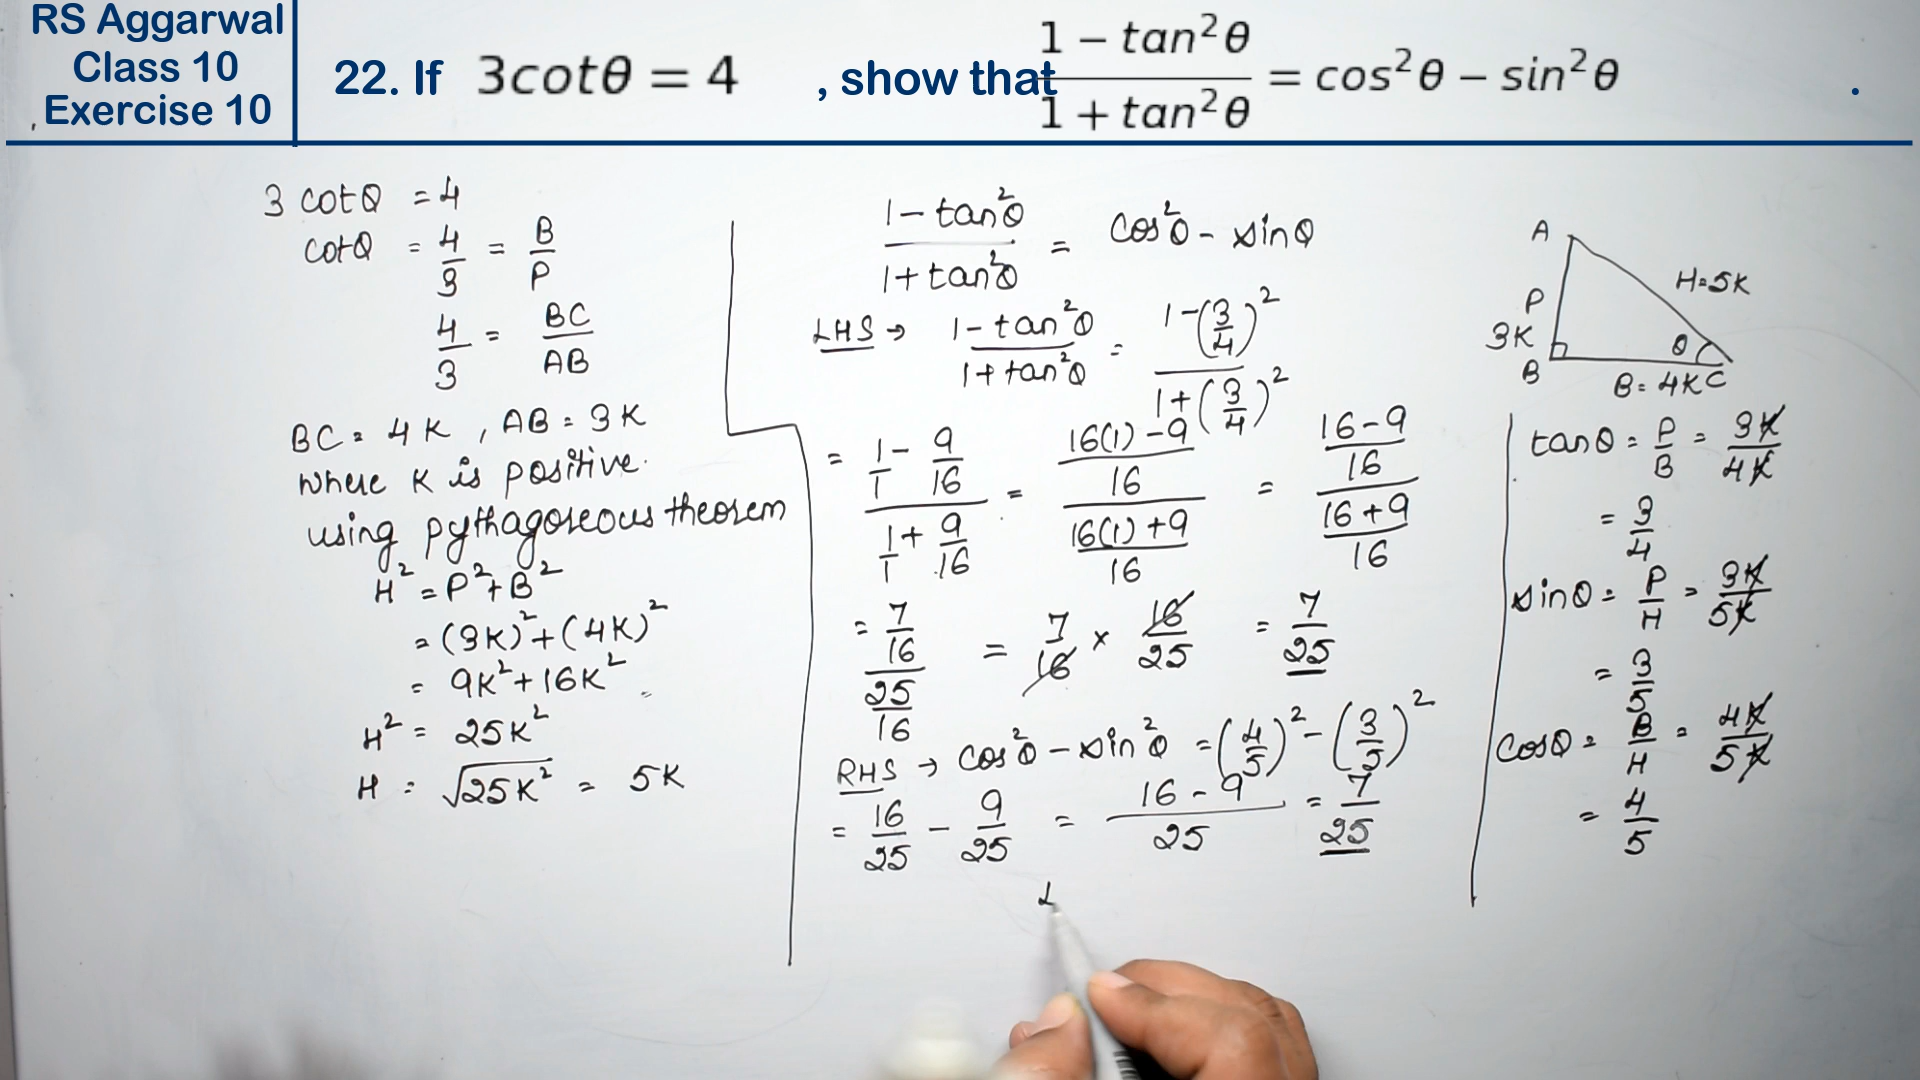 RS Aggarwal
Class 10
Exercise 10
22. If 3cotθ = 4 , show that (1 − tan²θ)/(1 + tan²θ) = cos²θ − sin²θ .
3 cotθ = 4
cotθ = 4/3 = B/P
4/3 = BC/AB
BC = 4K , AB = 3K
where K is positive.
using pythagoreous theorem
H² = P² + B²
= (3K)² + (4K)²
= 9K² + 16K²
H² = 25K²
H = √25K² = 5K
(1 − tan²θ)/(1 + tan²θ) = cos²θ − sinθ
LHS → (1 − tan²θ)/(1 + tan²θ) = (1 − (3/4)²)/(1 + (3/4)²)
= (1/1 − 9/16)/(1/1 + 9/16) = ((16(1) − 9)/16)/((16(1) + 9)/16) = ((16 − 9)/16)/((16 + 9)/16)
= (7/16)/(25/16) = 7/16 × 16/25 = 7/25
RHS → cos²θ − sin²θ = (4/5)² − (3/5)²
= 16/25 − 9/25 = (16 − 9)/25 = 7/25
L
A
H = 5K
P
3K
θ
B
B = 4K C
tanθ = P/B = 3K/4K
= 3/4
sinθ = P/H = 3K/5K
= 3/5
cosθ = B/H = 4K/5K
= 4/5